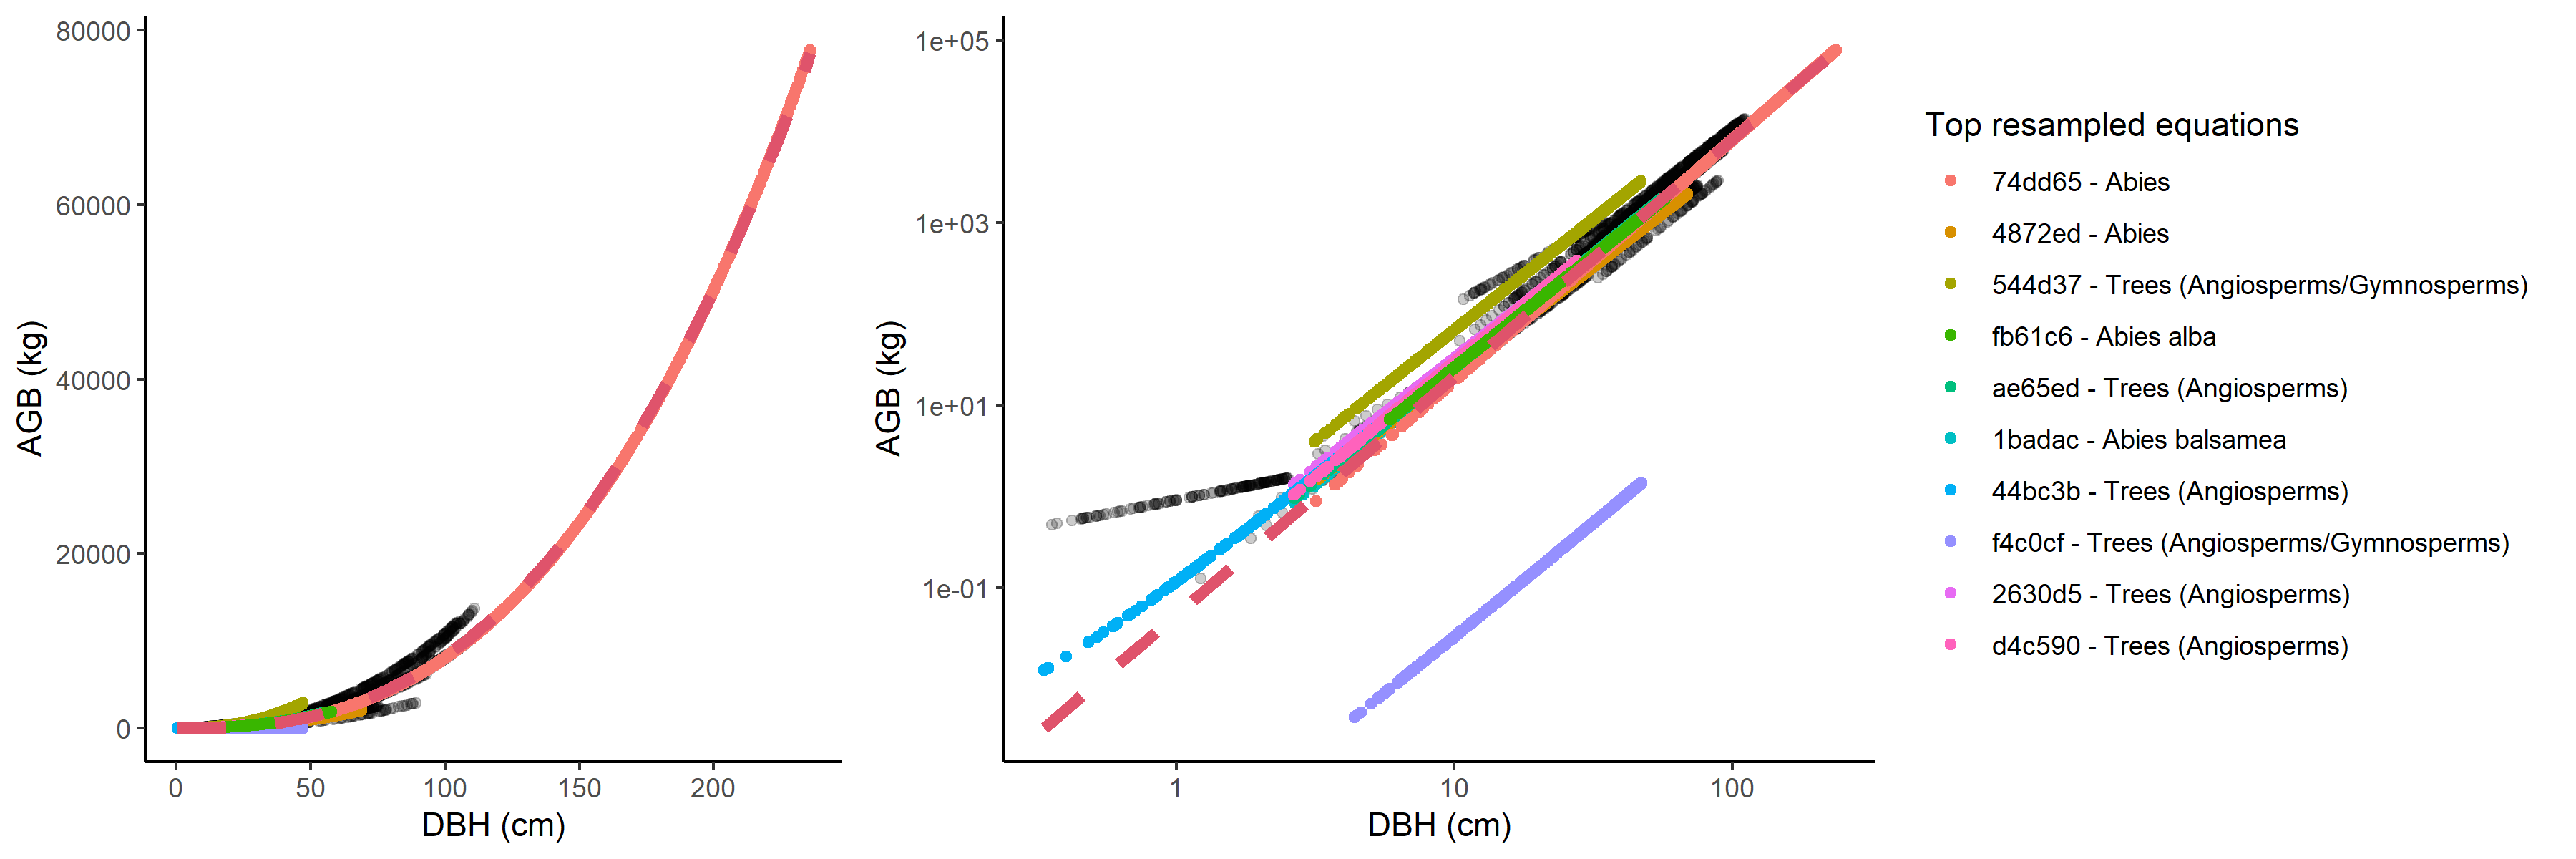 80000
60000
40000
20000
0
AGB (kg)
0
50
100
150
200
DBH (cm)
1e+05
1e+03
1e+01
1e-01
AGB (kg)
1
10
100
DBH (cm)
Top resampled equations
74dd65 - Abies
4872ed - Abies
544d37 - Trees (Angiosperms/Gymnosperms)
fb61c6 - Abies alba
ae65ed - Trees (Angiosperms)
1badac - Abies balsamea
44bc3b - Trees (Angiosperms)
f4c0cf - Trees (Angiosperms/Gymnosperms)
2630d5 - Trees (Angiosperms)
d4c590 - Trees (Angiosperms)